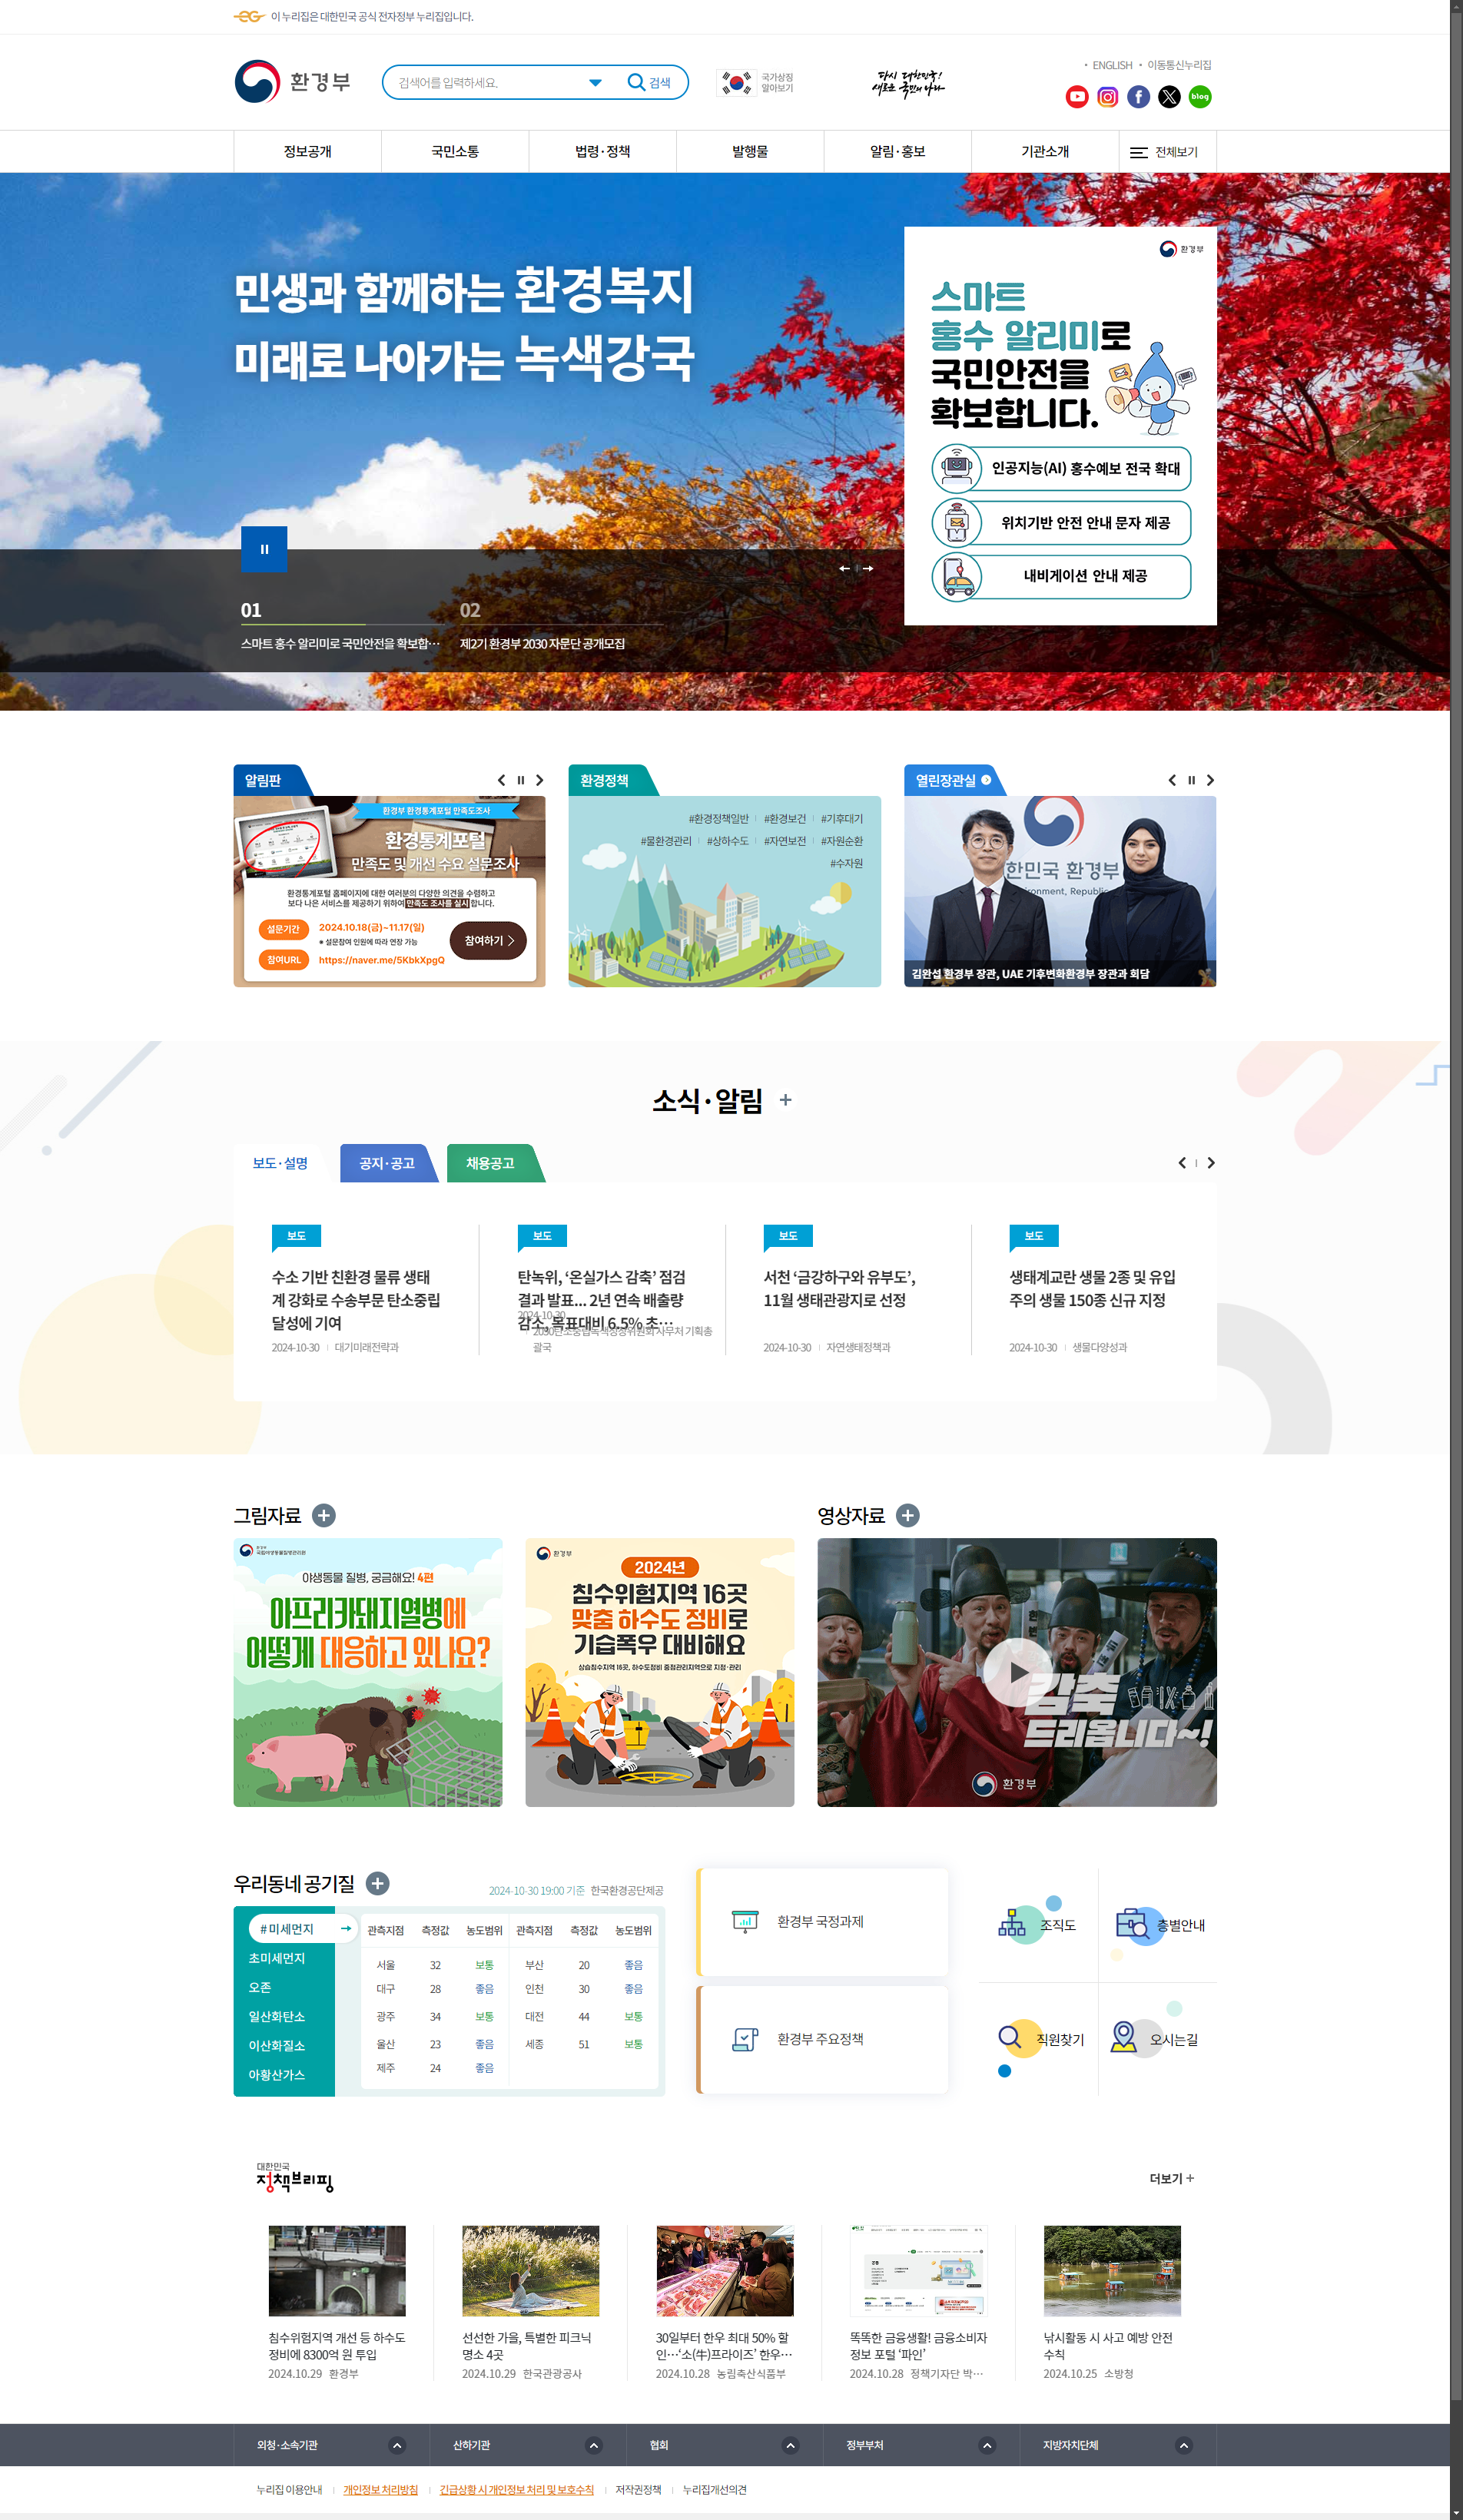 이 누리집은 대한민국 공식 전자정부 누리집입니다.
환경부
검색어를 입력하세요.
검색
국가상징
알아보기
다시 대한민국!
새로운 국민의 나라
ENGLISH
이동통신누리집
blog
정보공개
국민소통
법령·정책
발행물
알림·홍보
기관소개
전체보기
민생과 함께하는 환경복지
미래로 나아가는 녹색강국
환경부
스마트
홍수 알리미로
국민안전을
확보합니다.
인공지능(AI) 홍수예보 전국 확대
위치기반 안전 안내 문자 제공
내비게이션 안내 제공
01
스마트 홍수 알리미로 국민안전을 확보합…
02
제2기 환경부 2030 자문단 공개모집
알림판
환경부 환경통계포털 만족도조사
환경통계포털
만족도 및 개선 수요 설문조사
환경통계포털 홈페이지에 대한 여러분의 다양한 의견을 수렴하고
보다 나은 서비스를 제공하기 위하여 만족도 조사를 실시합니다.
설문기간
2024.10.18(금)~11.17(일)
※ 설문참여 인원에 따라 연장 가능
참여URL
https://naver.me/5KbkXpgQ
참여하기
환경정책
#환경정책일반
#환경보건
#기후대기
#물환경관리
#상하수도
#자연보전
#자원순환
#수자원
열린장관실
한민국 환경부
ironment, Republic
김완섭 환경부 장관, UAE 기후변화환경부 장관과 회담
소식·알림
보도·설명
공지·공고
채용공고
보도
수소 기반 친환경 물류 생태
계 강화로 수송부문 탄소중립
달성에 기여
2024-10-30
대기미래전략과
보도
탄녹위, ‘온실가스 감축’ 점검
결과 발표... 2년 연속 배출량
감소, 목표대비 6.5% 초…
2024-10-30
2050탄소중립녹색성장위원회 사무처 기획총
괄국
보도
서천 ‘금강하구와 유부도’,
11월 생태관광지로 선정
2024-10-30
자연생태정책과
보도
생태계교란 생물 2종 및 유입
주의 생물 150종 신규 지정
2024-10-30
생물다양성과
그림자료
환경부
국립야생동물질병관리원
야생동물 질병, 궁금해요! 4편
아프리카돼지열병에
어떻게 대응하고 있나요?
환경부
2024년
침수위험지역 16곳
맞춤 하수도 정비로
기습폭우 대비해요
상습침수지역 16곳, 하수도정비 중점관리지역으로 지정·관리
영상자료
감축
드리옵니다~!
환경부
우리동네 공기질
2024-10-30 19:00 기준
한국환경공단제공
# 미세먼지
초미세먼지
오존
일산화탄소
이산화질소
아황산가스
관측지점 측정값 농도범위 관측지점 측정값 농도범위
서울 32 보통 부산 20 좋음
대구 28 좋음 인천 30 좋음
광주 34 보통 대전 44 보통
울산 23 좋음 세종 51 보통
제주 24 좋음
환경부 국정과제
환경부 주요정책
조직도
층별안내
직원찾기
오시는길
대한민국
정책브리핑
더보기
침수위험지역 개선 등 하수도
정비에 8300억 원 투입
2024.10.29 환경부
선선한 가을, 특별한 피크닉
명소 4곳
2024.10.29 한국관광공사
30일부터 한우 최대 50% 할
인…‘소(牛)프라이즈’ 한우…
2024.10.28 농림축산식품부
똑똑한 금융생활! 금융소비자
정보 포털 ‘파인’
2024.10.28 정책기자단 박…
낚시활동 시 사고 예방 안전
수칙
2024.10.25 소방청
외청·소속기관
산하기관
협회
정부부처
지방자치단체
누리집 이용안내
개인정보 처리방침
긴급상황 시 개인정보 처리 및 보호수칙
저작권정책
누리집개선의견